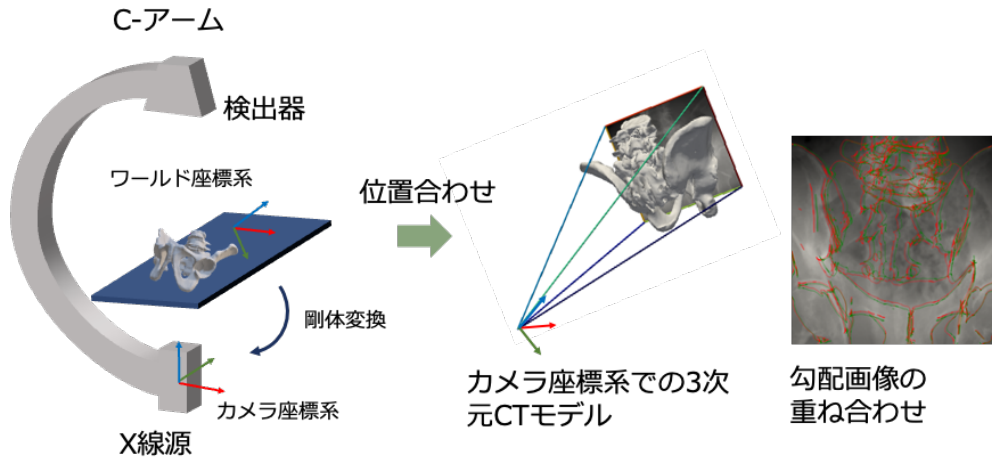 C-アーム
検出器
ワールド座標系
位置合わせ
剛体変換
カメラ座標系
X線源
カメラ座標系での3次
元CTモデル
勾配画像の
重ね合わせ